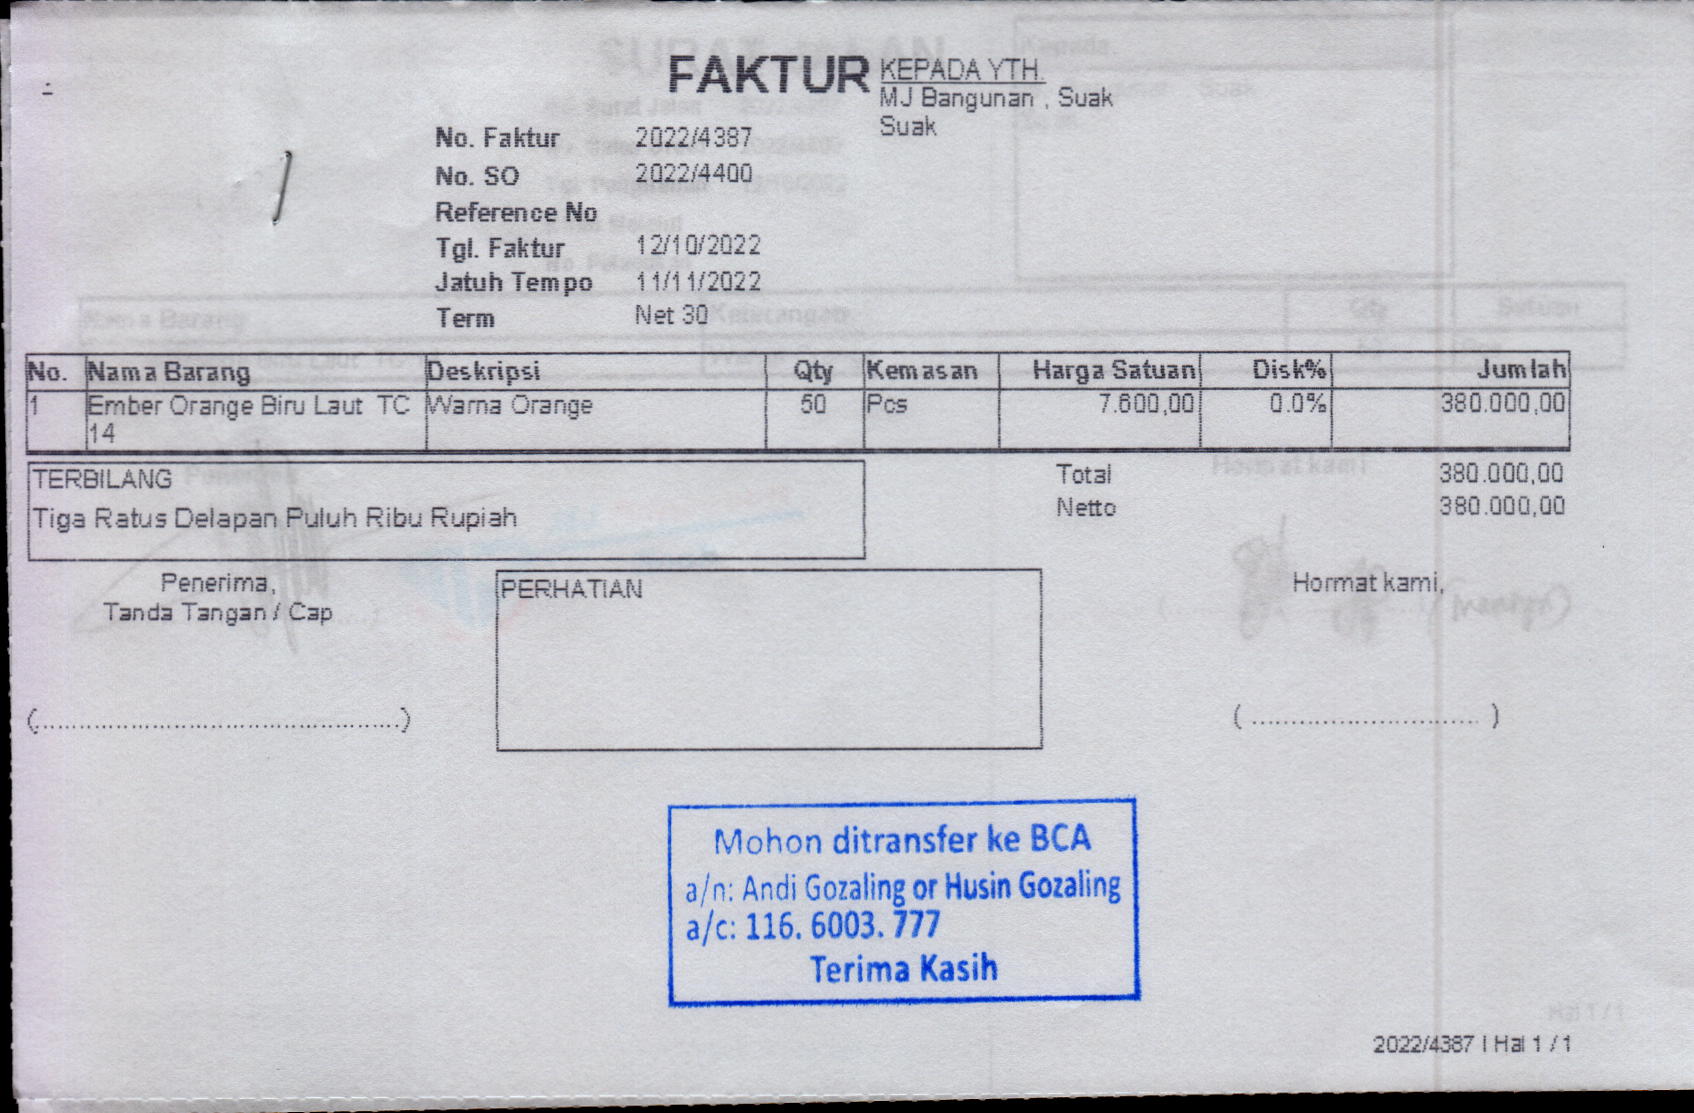 FAKTUR
KEPADA YTH.
MJ Bangunan , Suak
Suak
No. Faktur 2022/4387
No. SO 2022/4400
Reference No
Tgl. Faktur 12/10/2022
Jatuh Tempo 11/11/2022
Term Net 30
No. Nama Barang Deskripsi Qty Kemasan Harga Satuan Disk% Jumlah
1 Ember Orange Biru Laut TC Warna Orange 50 Pcs 7.600,00 0.0% 380.000,00
14
TERBILANG
Tiga Ratus Delapan Puluh Ribu Rupiah
Total 380.000,00
Netto 380.000,00
Penerima,
Tanda Tangan / Cap
(..............................................)
PERHATIAN
Hormat kami,
( ............................. )
Mohon ditransfer ke BCA
a/n: Andi Gozaling or Husin Gozaling
a/c: 116. 6003. 777
Terima Kasih
2022/4387 | Hal 1 / 1